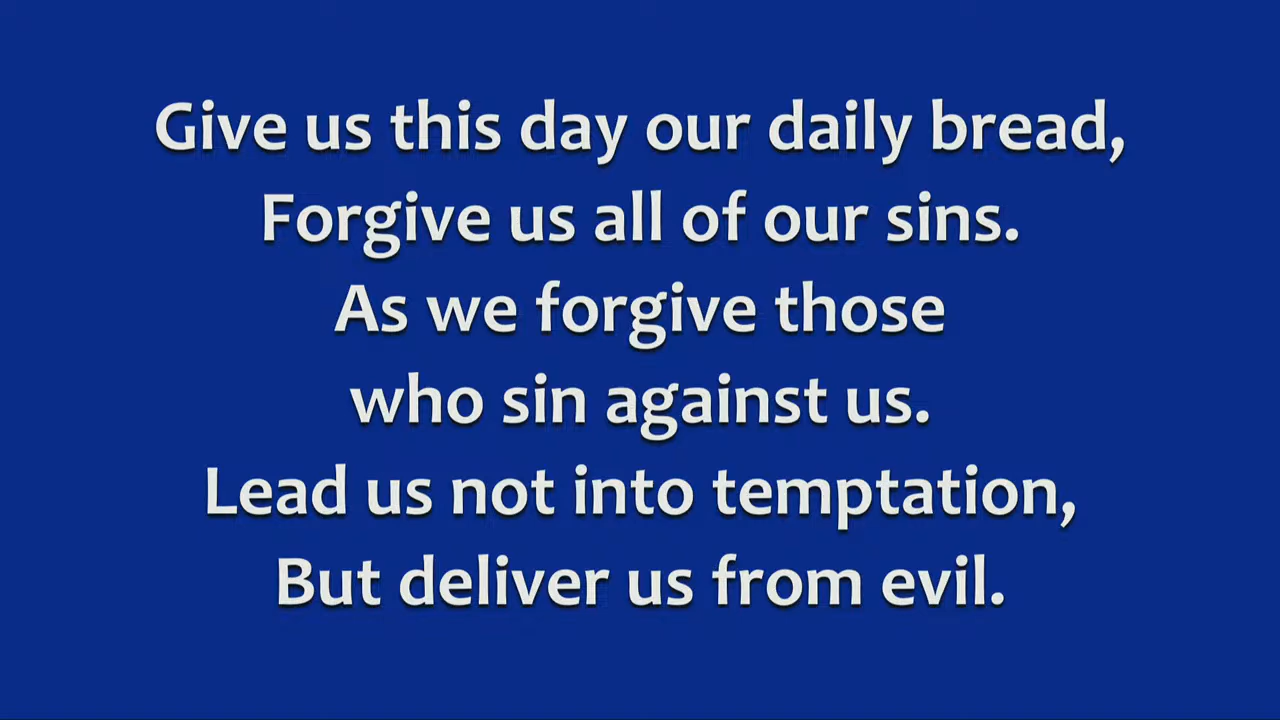 Give us this day our daily bread,
Forgive us all of our sins.
As we forgive those
who sin against us.
Lead us not into temptation,
But deliver us from evil.